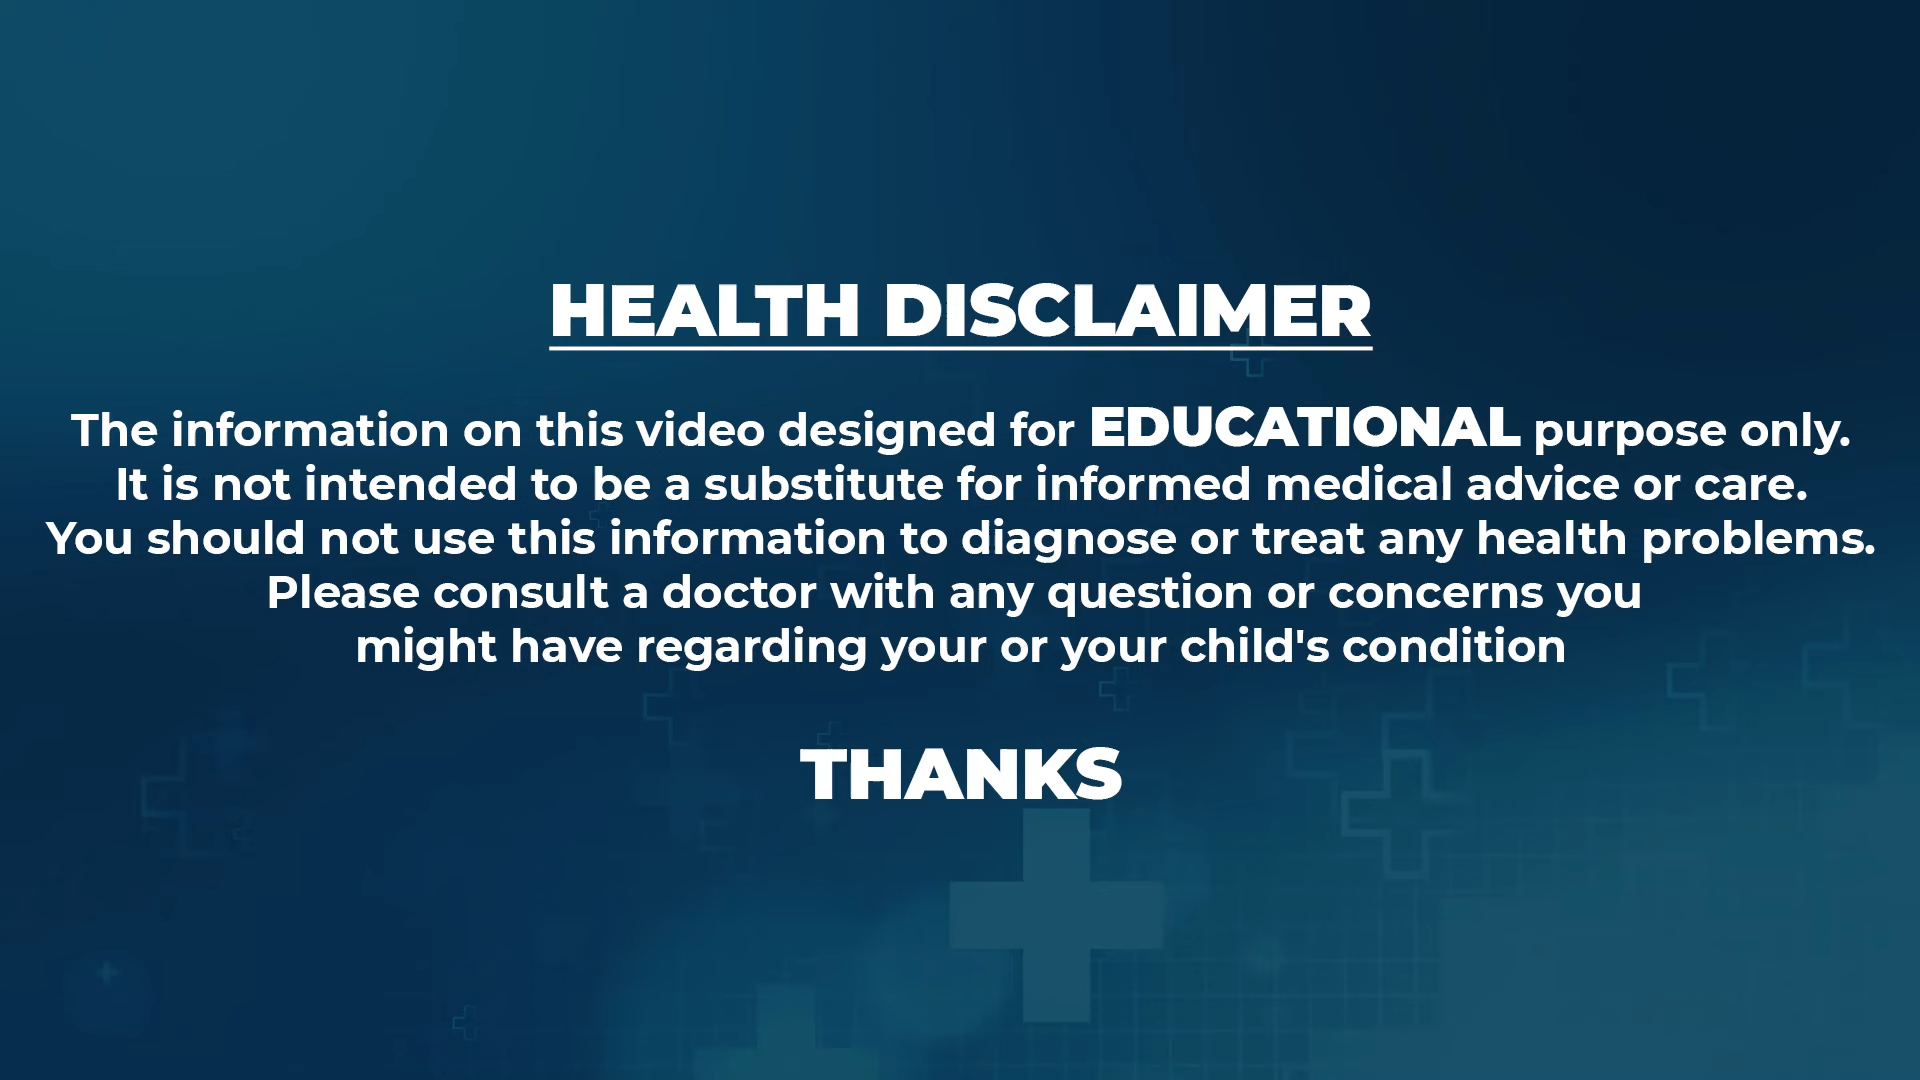 HEALTH DISCLAIMER
The information on this video designed for EDUCATIONAL purpose only.
It is not intended to be a substitute for informed medical advice or care.
You should not use this information to diagnose or treat any health problems.
Please consult a doctor with any question or concerns you
might have regarding your or your child's condition
THANKS